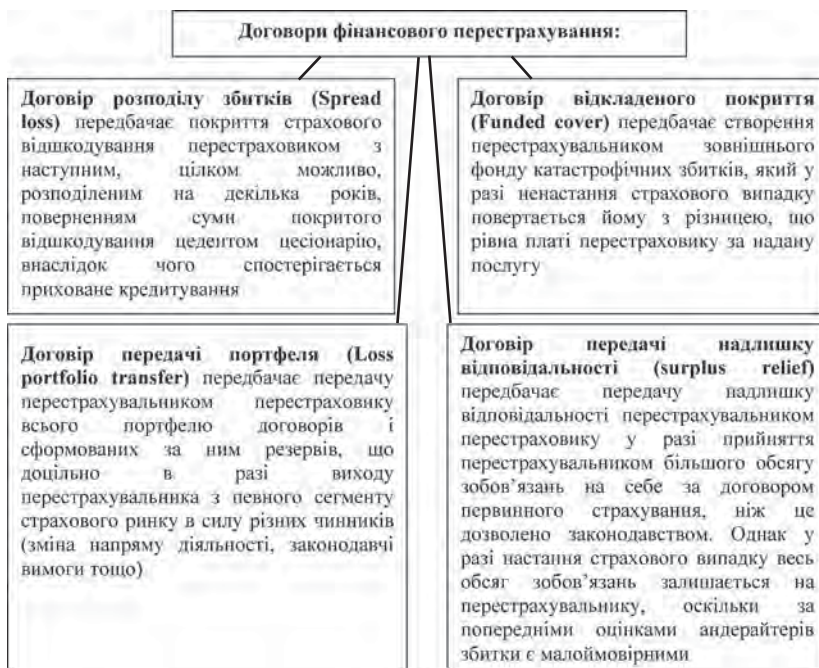 Договори фінансового перестрахування:
Договір розподілу збитків (Spread
loss) передбачає покриття страхового
відшкодування перестраховиком з
наступним, цілком можливо,
розподіленим на декілька років,
поверненням суми покритого
відшкодування цедентом цесіонарію,
внаслідок чого спостерігається
приховане кредитування
Договір відкладеного покриття
(Funded cover) передбачає створення
перестрахувальником зовнішнього
фонду катастрофічних збитків, який у
разі ненастання страхового випадку
повертається йому з різницею, що
рівна платі перестраховику за надану
послугу
Договір передачі портфеля (Loss
portfolio transfer) передбачає передачу
перестрахувальником перестраховику
всього портфелю договорів і
сформованих за ним резервів, що
доцільно в разі виходу
перестрахувальника з певного сегменту
страхового ринку в силу різних чинників
(зміна напряму діяльності, законодавчі
вимоги тощо)
Договір передачі надлишку
відповідальності (surplus relief)
передбачає передачу надлишку
відповідальності перестрахувальником
перестраховику у разі прийняття
перестрахувальником більшого обсягу
зобов’язань на себе за договором
первинного страхування, ніж це
дозволено законодавством. Однак у
разі настання страхового випадку весь
обсяг зобов’язань залишається на
перестрахувальнику, оскільки за
попередніми оцінками андерайтерів
збитки є малоймовірними